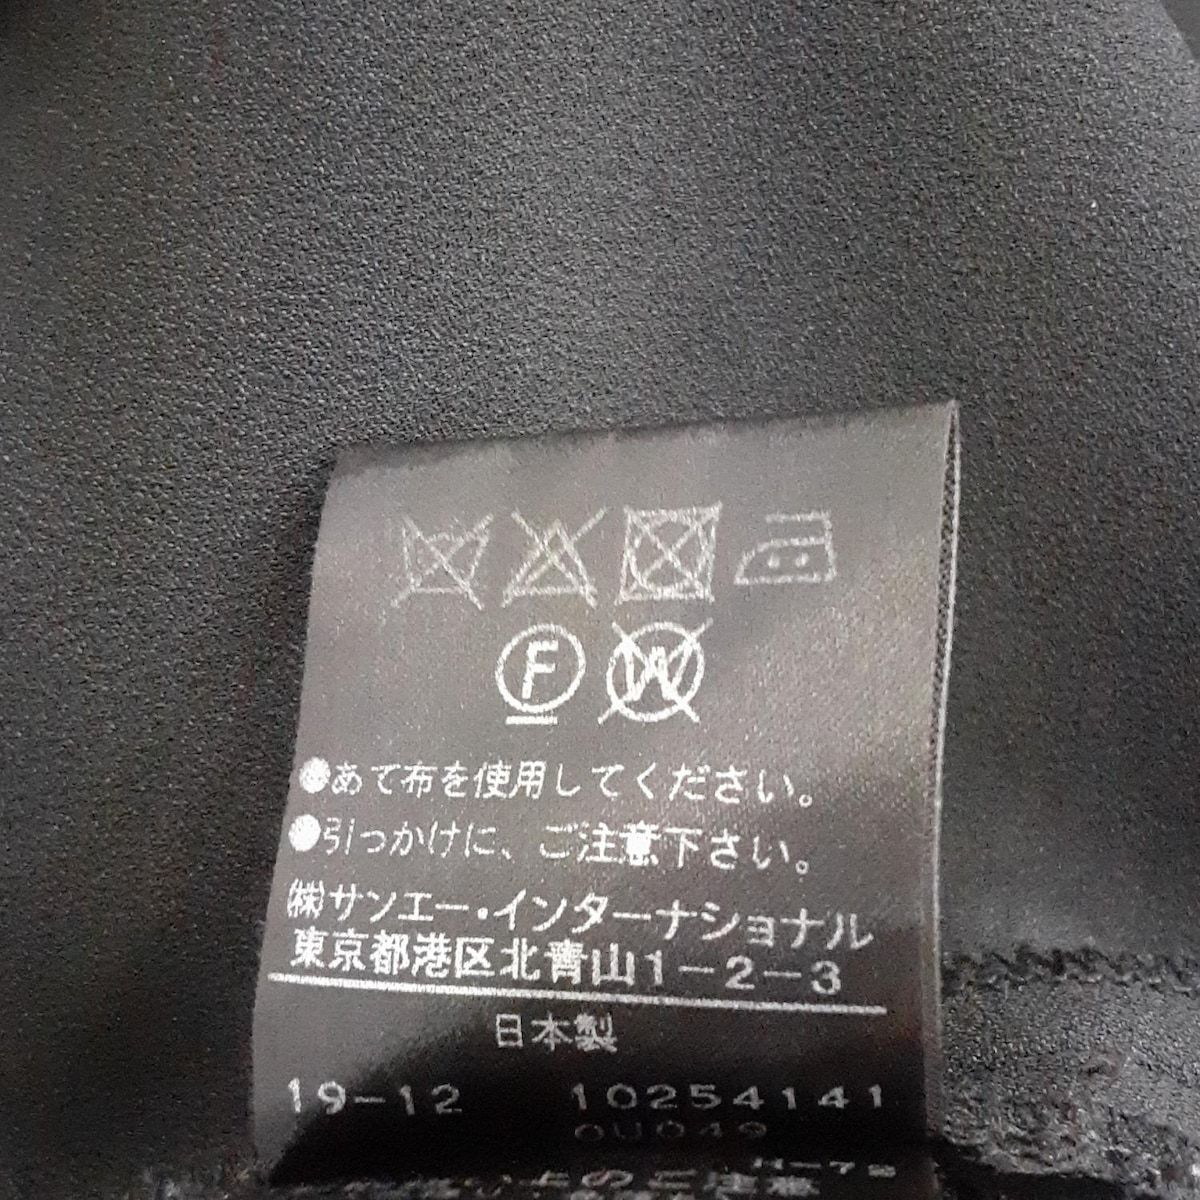 F W
●あて布を使用してください。
●引っかけに、ご注意下さい。
㈱サンエー・インターナショナル
東京都港区北青山1-2-3
日本製
19-12 10254141
0U049